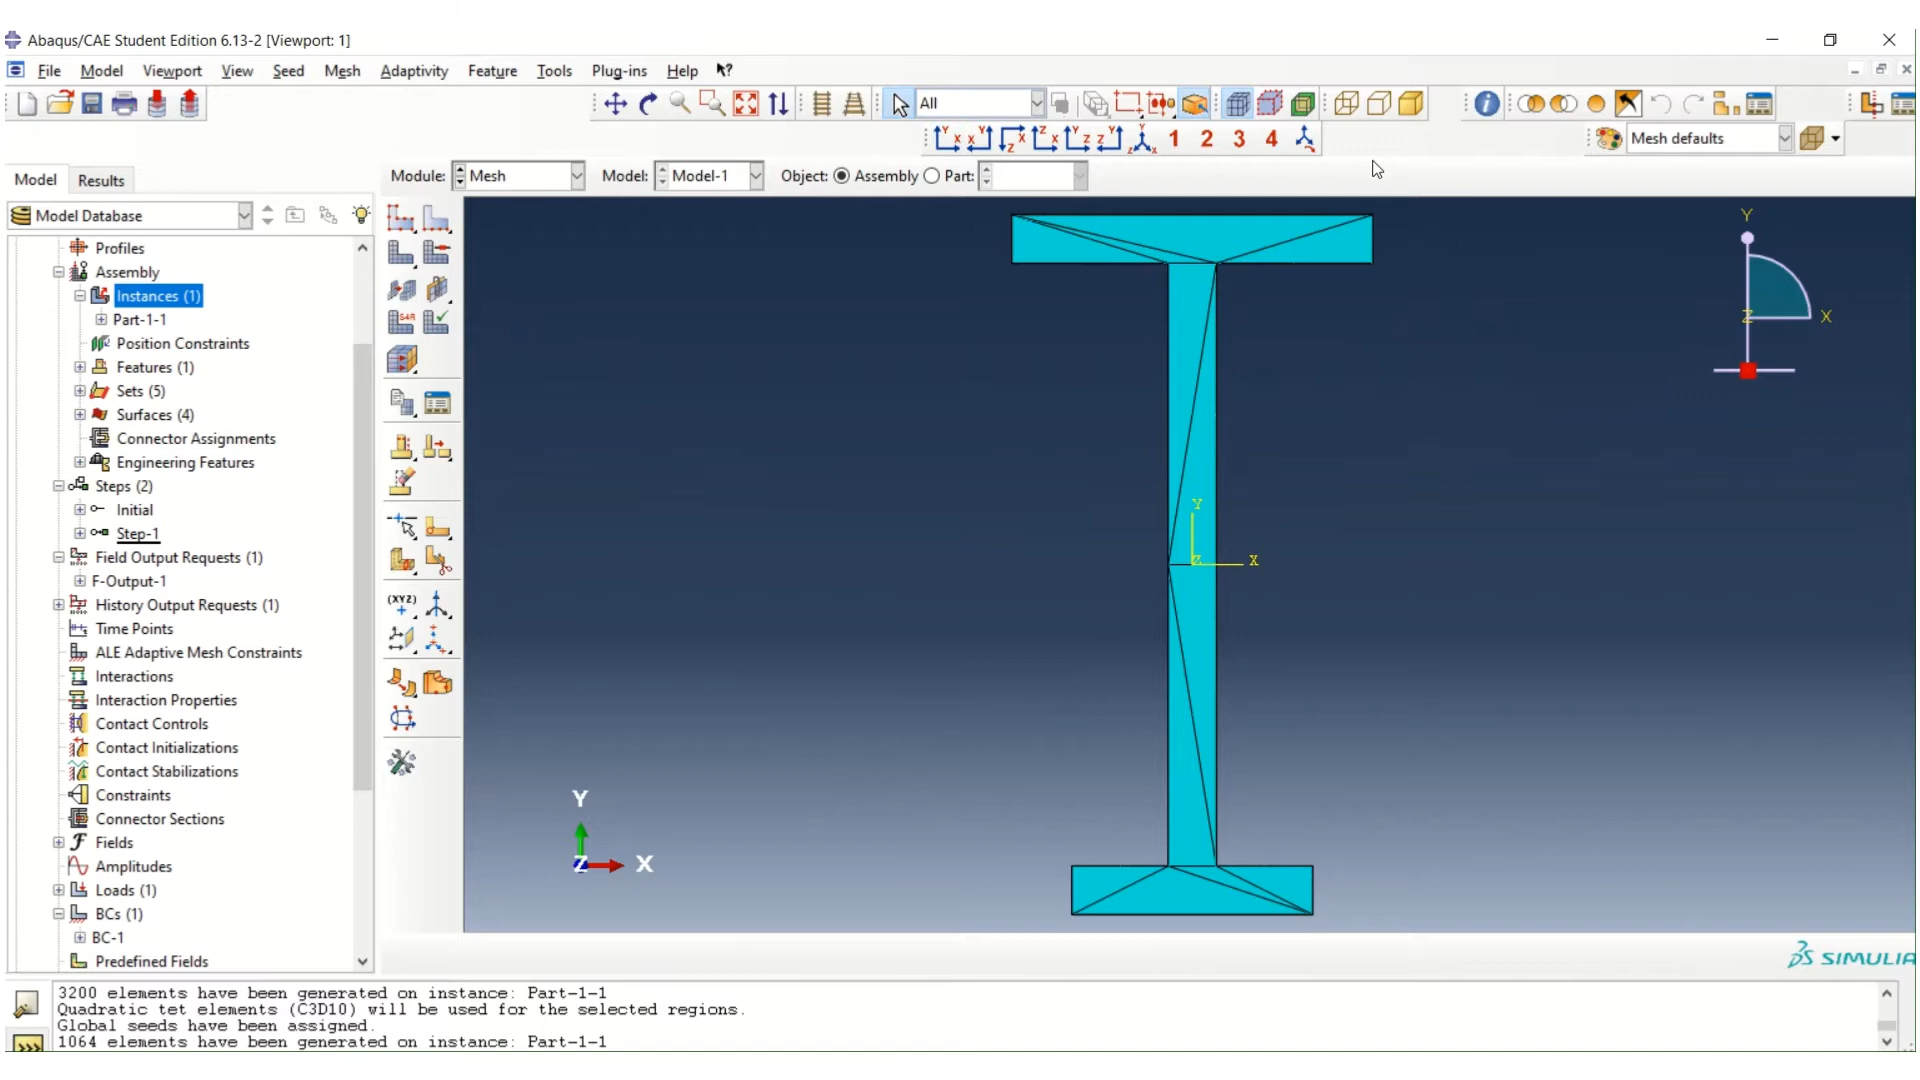 Abaqus/CAE Student Edition 6.13-2 [Viewport: 1]
File Model Viewport View Seed Mesh Adaptivity Feature Tools Plug-ins Help
All
1 2 3 4
Mesh defaults
Model Results
Module: Mesh Model: Model-1 Object: Assembly Part:
Model Database
Profiles
Assembly
Instances (1)
Part-1-1
Position Constraints
Features (1)
Sets (5)
Surfaces (4)
Connector Assignments
Engineering Features
Steps (2)
Initial
Step-1
Field Output Requests (1)
F-Output-1
History Output Requests (1)
Time Points
ALE Adaptive Mesh Constraints
Interactions
Interaction Properties
Contact Controls
Contact Initializations
Contact Stabilizations
Constraints
Connector Sections
Fields
Amplitudes
Loads (1)
BCs (1)
BC-1
Predefined Fields
(XYZ)
Y
Z X
Y
Z X
Y
Z X
SIMULIA
3200 elements have been generated on instance: Part-1-1
Quadratic tet elements (C3D10) will be used for the selected regions.
Global seeds have been assigned.
1064 elements have been generated on instance: Part-1-1